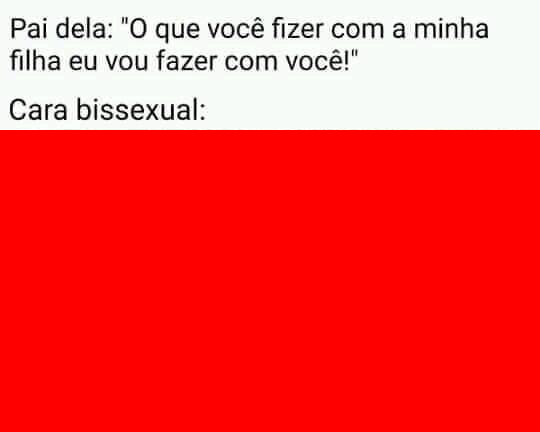 Pai dela: "O que você fizer com a minha
filha eu vou fazer com você!"
Cara bissexual: